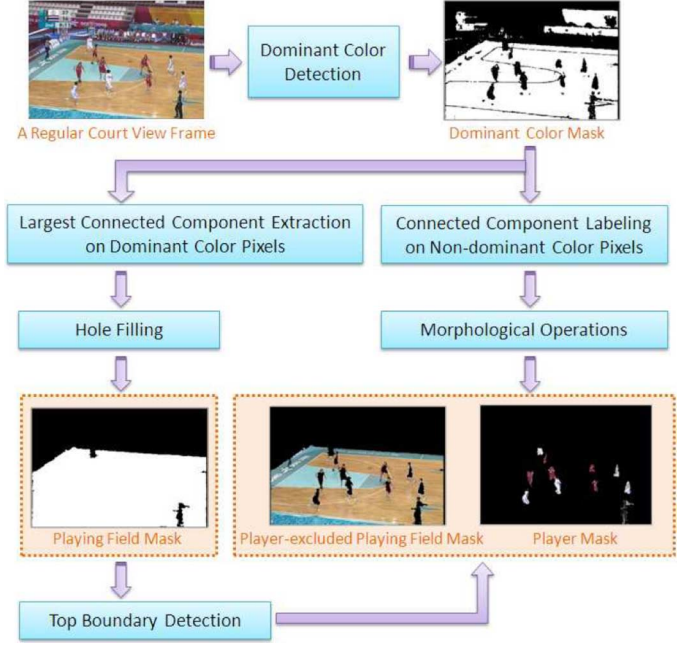 Dominant Color
Detection
A Regular Court View Frame
Dominant Color Mask
Largest Connected Component Extraction
on Dominant Color Pixels
Connected Component Labeling
on Non-dominant Color Pixels
Hole Filling
Morphological Operations
Playing Field Mask
Player-excluded Playing Field Mask
Player Mask
Top Boundary Detection